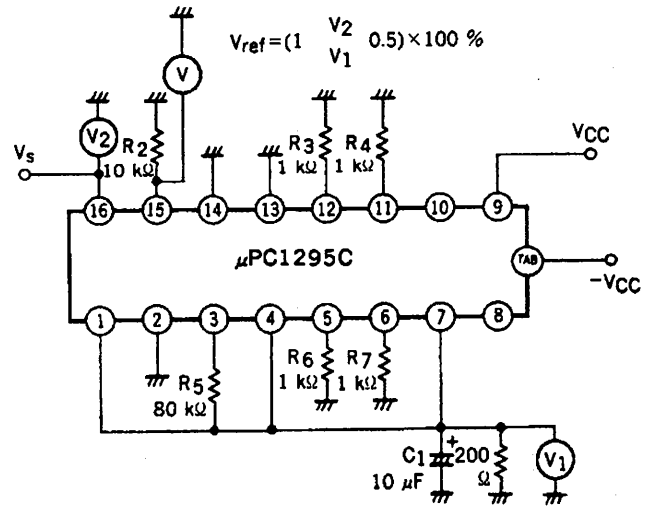 Vref=(1 V2 0.5)×100 %
V1
V
V2
R2
10 kΩ
R3
1 kΩ
R4
1 kΩ
Vs
VCC
16 15 14 13 12 11 10 9
μPC1295C
TAB
-VCC
1 2 3 4 5 6 7 8
R5
80 kΩ
R6
1 kΩ
R7
1 kΩ
C1
10 μF
+
200
Ω
V1